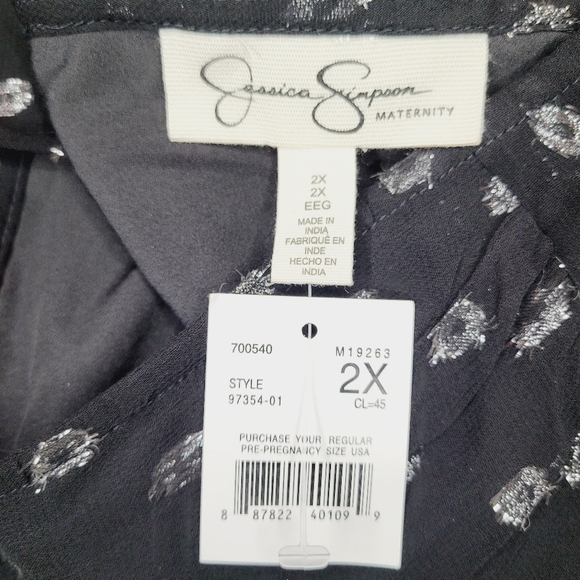 Jessica Simpson
MATERNITY
2X
2X
EEG
MADE IN
INDIA
FABRIQUÉ EN
INDE
HECHO EN
INDIA
700540
M19263
STYLE
97354-01
2X
CL=45
PURCHASE YOUR REGULAR
PRE-PREGNANCY SIZE USA
8 87822 40109 9